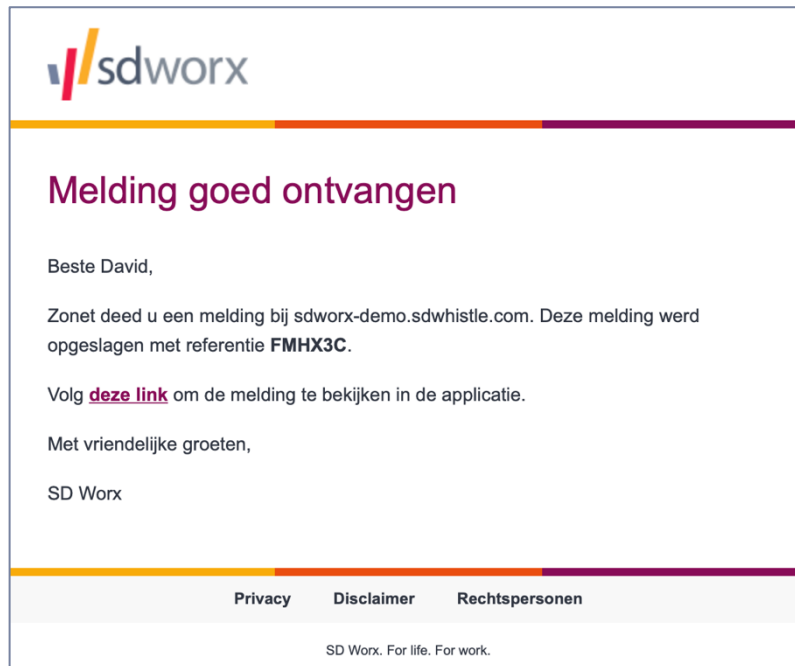 sdworx
Melding goed ontvangen
Beste David,
Zonet deed u een melding bij sdworx-demo.sdwhistle.com. Deze melding werd
opgeslagen met referentie FMHX3C.
Volg deze link om de melding te bekijken in de applicatie.
Met vriendelijke groeten,
SD Worx
Privacy Disclaimer Rechtspersonen
SD Worx. For life. For work.